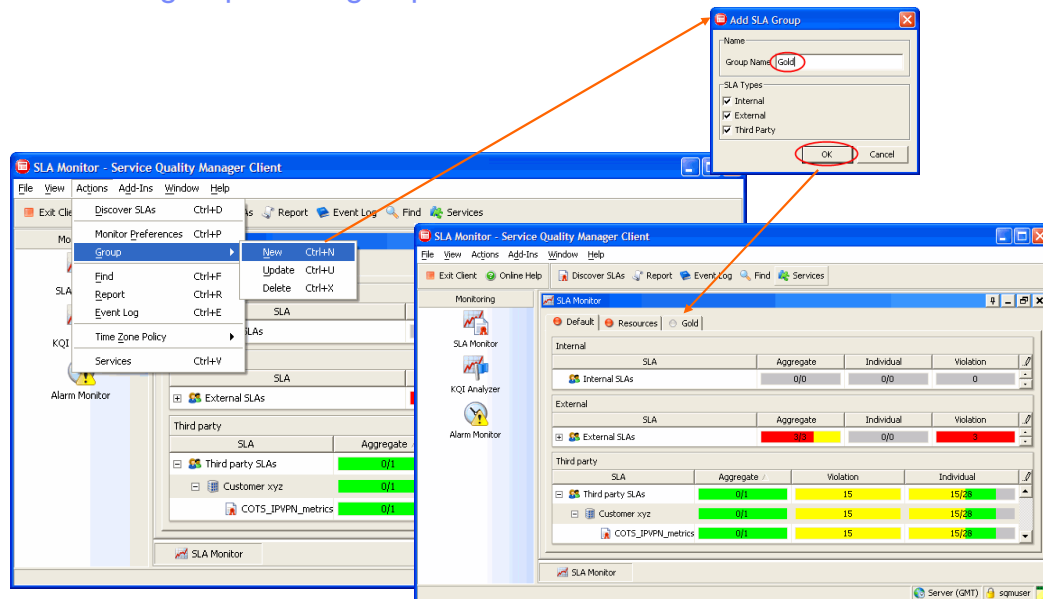 Add SLA Group
Name
Group Name Gold
SLA Types
Internal
External
Third Party
OK Cancel
SLA Monitor - Service Quality Manager Client
File View Actions Add-Ins Window Help
Exit Clie
Report Event Log Find Services
Discover SLAs Ctrl+D
Monitor Preferences Ctrl+P
Group
Find Ctrl+F
Report Ctrl+R
Event Log Ctrl+E
Time Zone Policy
Services Ctrl+V
New Ctrl+N
Update Ctrl+U
Delete Ctrl+X
Mo
SLA
KQI
Alarm Monitor
SLA
SLAs
SLA
External SLAs
Third party
SLA Aggregate
Third party SLAs 0/1
Customer xyz 0/1
COTS_IPVPN_metrics 0/1
SLA Monitor
SLA Monitor - Service Quality Manager Client
File View Actions Add-Ins Window Help
Exit Client Online Help Discover SLAs Report Event Log Find Services
Monitoring
SLA Monitor
KQI Analyzer
Alarm Monitor
SLA Monitor
Default Resources Gold
Internal
SLA Aggregate Individual Violation
Internal SLAs 0/0 0/0 0
External
SLA Aggregate Individual Violation
External SLAs 3/3 0/0 3
Third party
SLA Aggregate Violation Individual
Third party SLAs 0/1 15 15/28
Customer xyz 0/1 15 15/28
COTS_IPVPN_metrics 0/1 15 15/28
SLA Monitor
Server (GMT) sqmuser